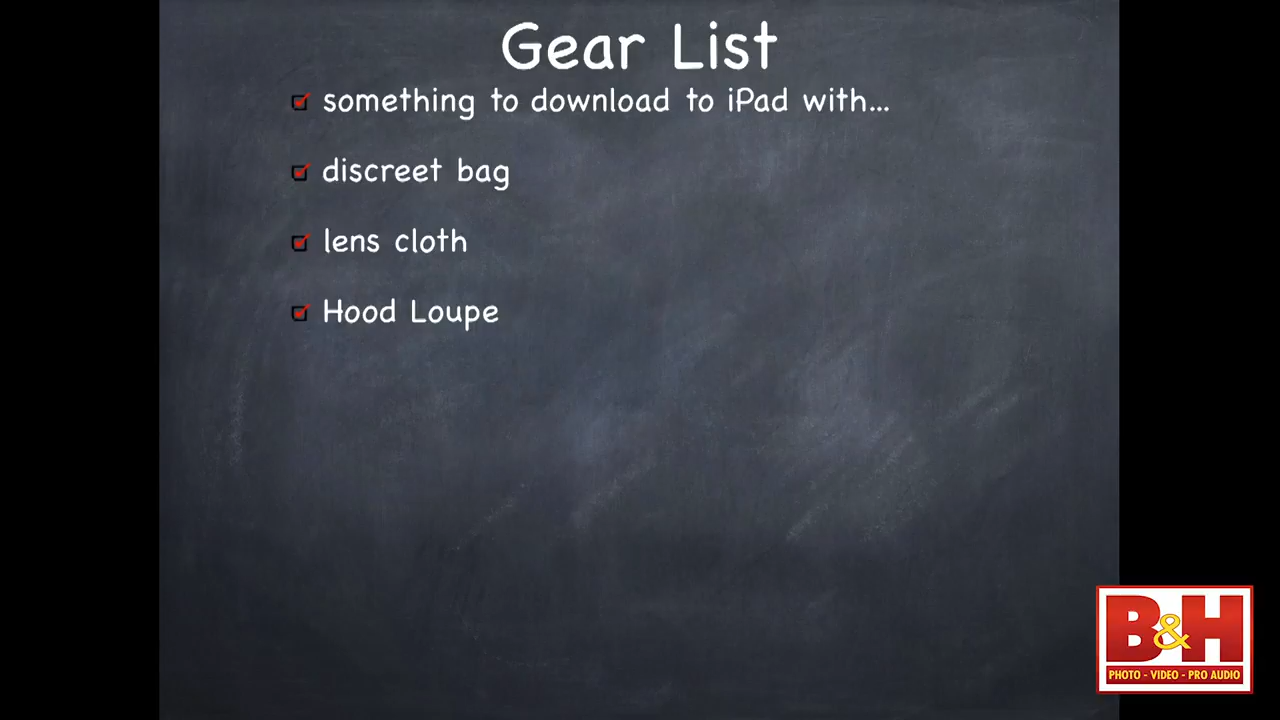 Gear List
something to download to iPad with...
discreet bag
lens cloth
Hood Loupe
B&H
PHOTO - VIDEO - PRO AUDIO